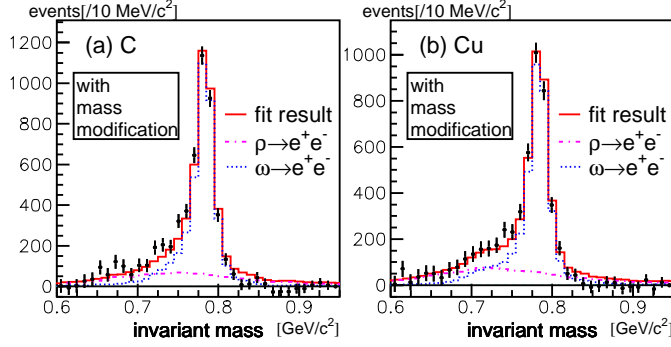 events[/10 MeV/c²]
(a) C
with
mass
modification
fit result
ρ→e⁺e⁻
ω→e⁺e⁻
1200
1000
800
600
400
200
0
0.6
0.7
0.8
0.9
invariant mass
[GeV/c²]
events[/10 MeV/c²]
(b) Cu
with
mass
modification
fit result
ρ→e⁺e⁻
ω→e⁺e⁻
1000
800
600
400
200
0
0.6
0.7
0.8
0.9
invariant mass
[GeV/c²]